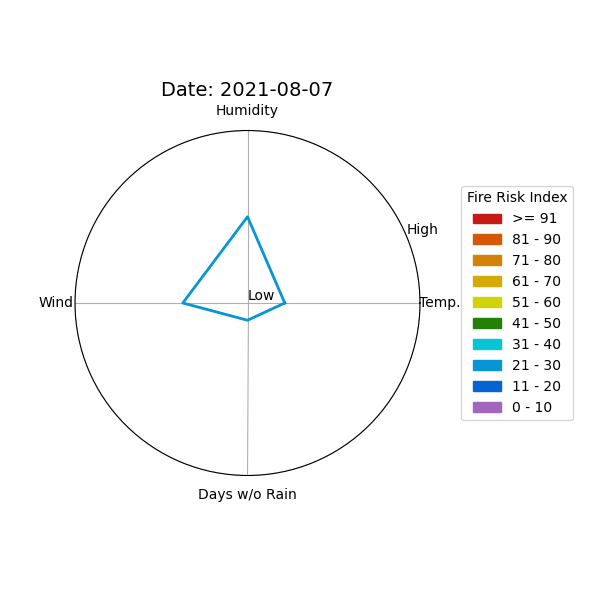 Date: 2021-08-07
Humidity
High
Low
Wind
Temp.
Days w/o Rain
Fire Risk Index
>= 91
81 - 90
71 - 80
61 - 70
51 - 60
41 - 50
31 - 40
21 - 30
11 - 20
0 - 10